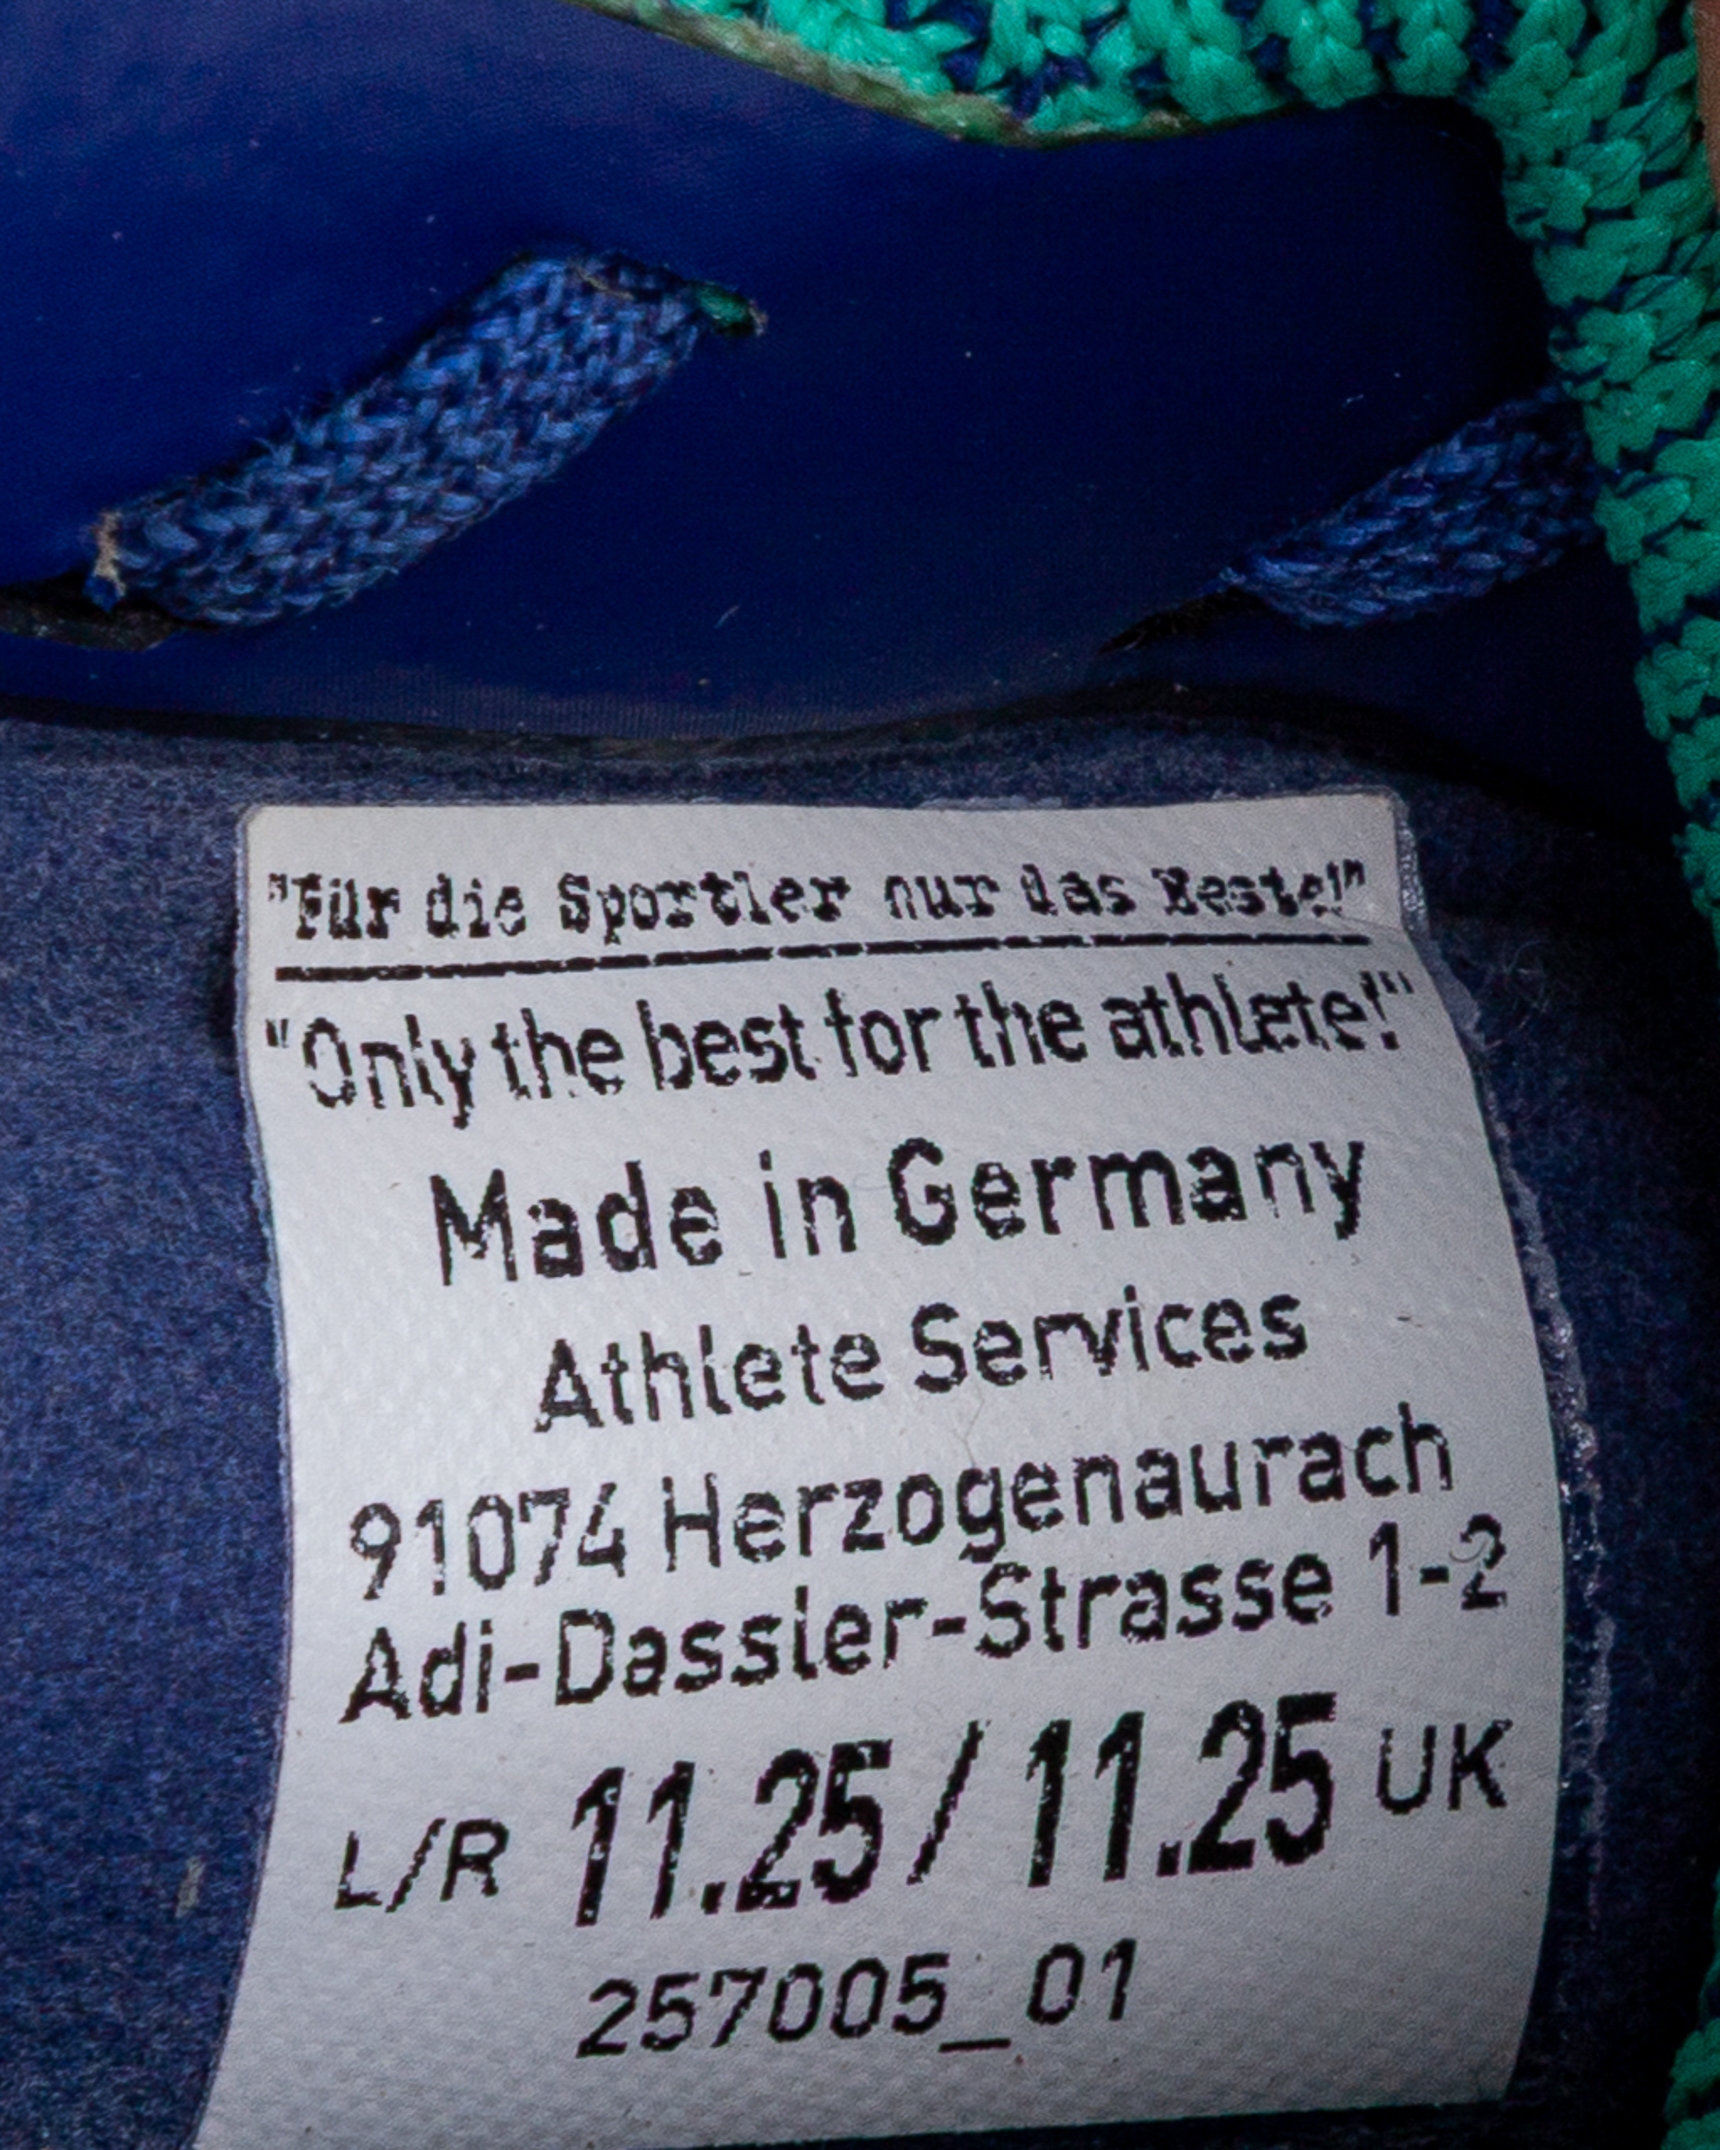 "Für die Sportler nur das Beste!"
"Only the best for the athlete!"
Made in Germany
Athlete Services
91074 Herzogenaurach
Adi-Dassler-Strasse 1-2
L/R 11.25 / 11.25 UK
257005_01